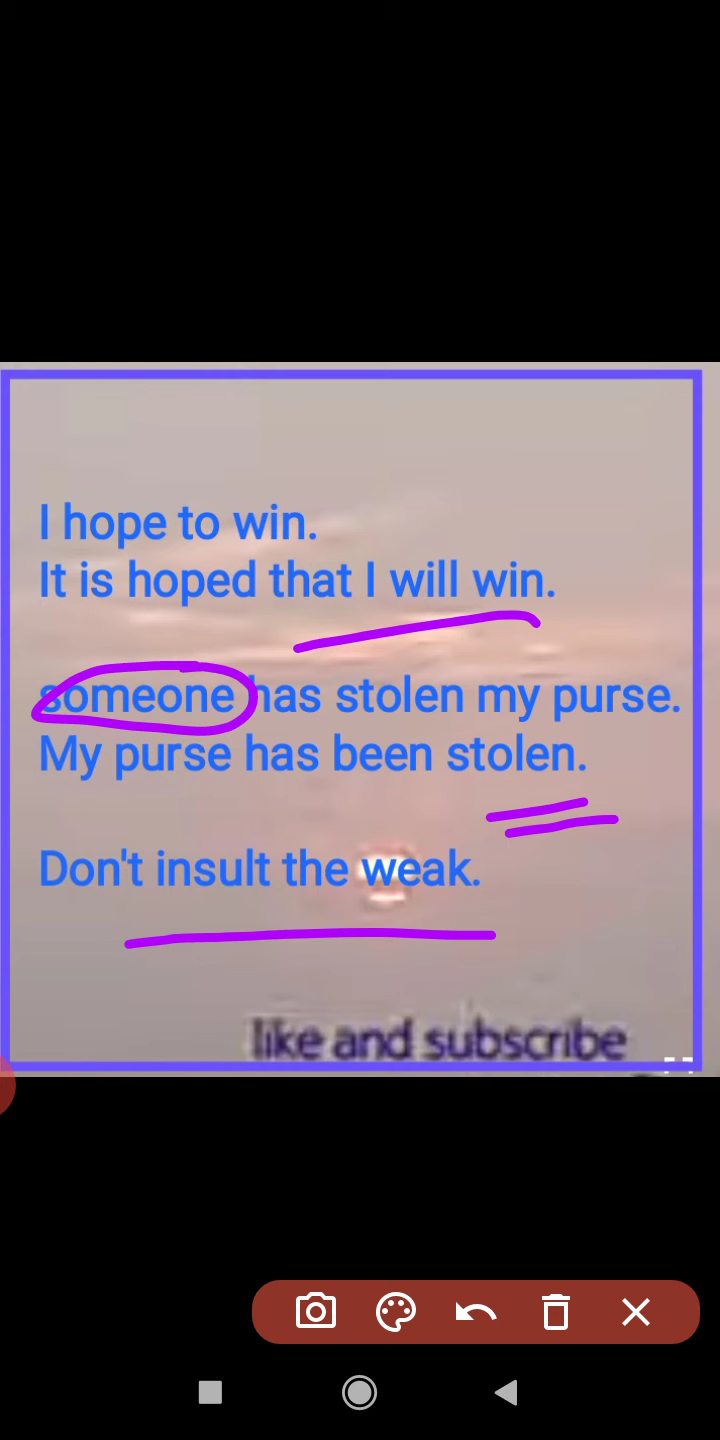 I hope to win.
It is hoped that I will win.
someone has stolen my purse.
My purse has been stolen.
Don't insult the weak.
like and subscribe